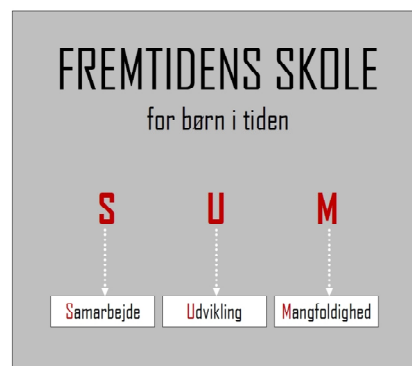 FREMTIDENS SKOLE
for børn i tiden
S U M
Samarbejde Udvikling Mangfoldighed